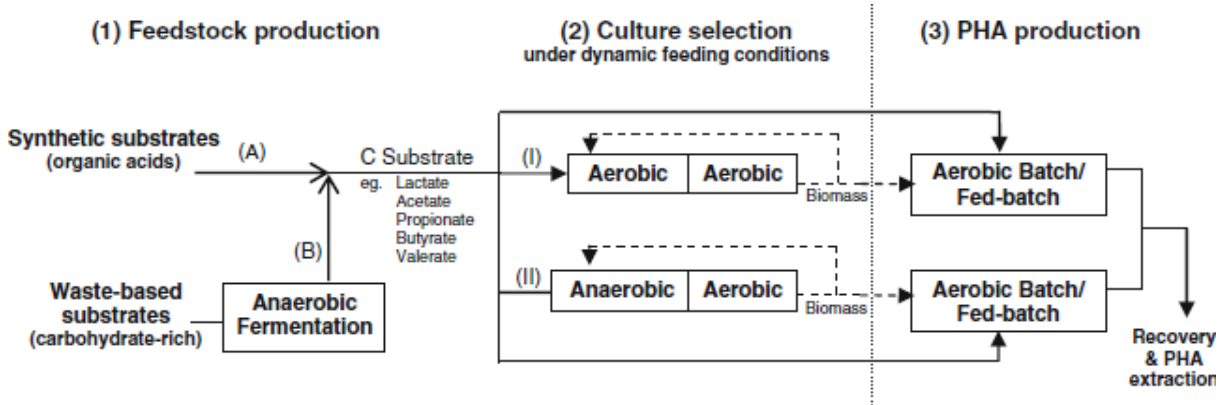 (1) Feedstock production
(2) Culture selection
under dynamic feeding conditions
(3) PHA production
Synthetic substrates
(organic acids)
(A)
C Substrate
eg. Lactate
Acetate
Propionate
Butyrate
Valerate
(B)
Waste-based
substrates
(carbohydrate-rich)
Anaerobic
Fermentation
(I)
Aerobic
Aerobic
Biomass
Aerobic Batch/
Fed-batch
(II)
Anaerobic
Aerobic
Biomass
Aerobic Batch/
Fed-batch
Recovery
& PHA
extraction